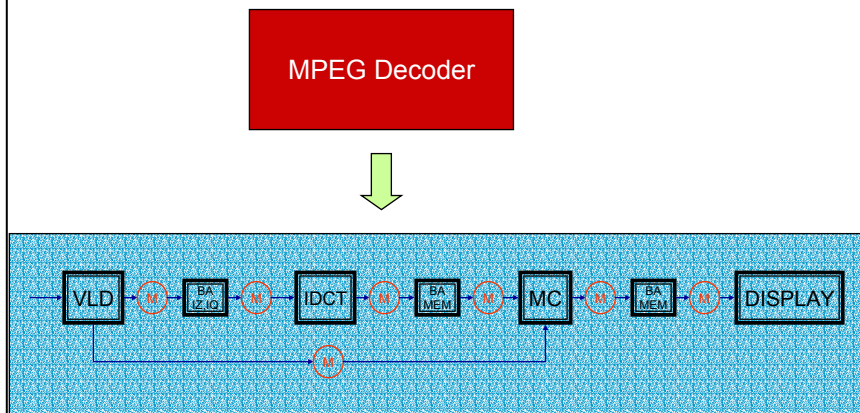 MPEG Decoder
VLD
M
BA
IZ,IQ
M
IDCT
M
BA
MEM
M
MC
M
BA
MEM
M
DISPLAY
M